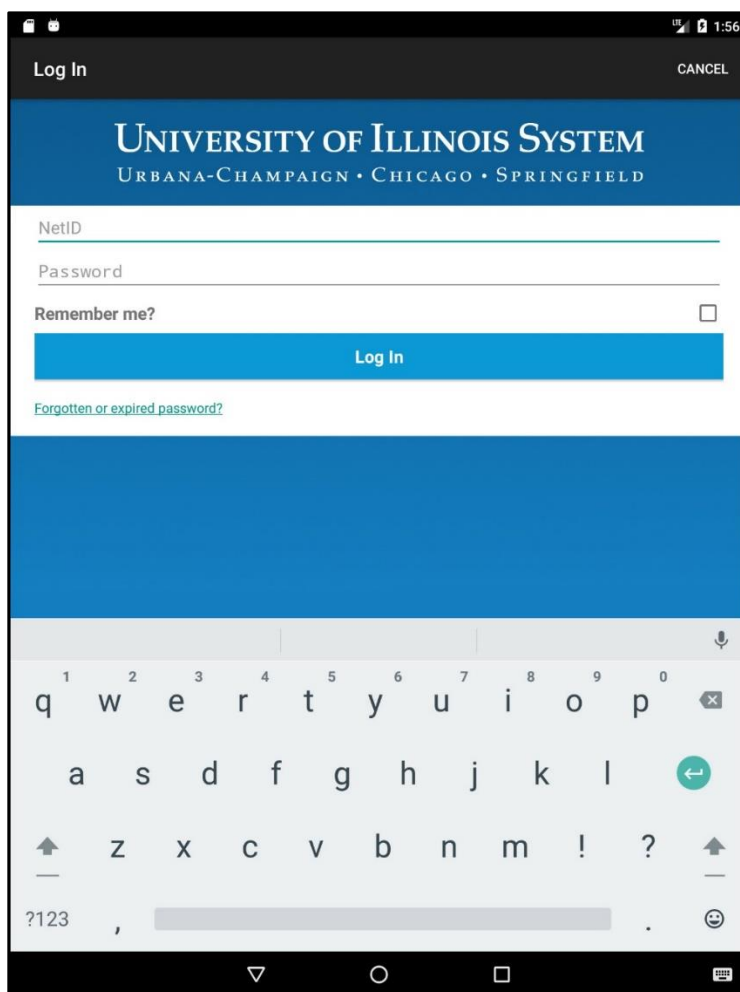 LTE 1:56
Log In CANCEL
UNIVERSITY OF ILLINOIS SYSTEM
URBANA-CHAMPAIGN • CHICAGO • SPRINGFIELD
NetID
Password
Remember me?
Log In
Forgotten or expired password?
1 2 3 4 5 6 7 8 9 0
q w e r t y u i o p
a s d f g h j k l
z x c v b n m ! ?
?123 , .